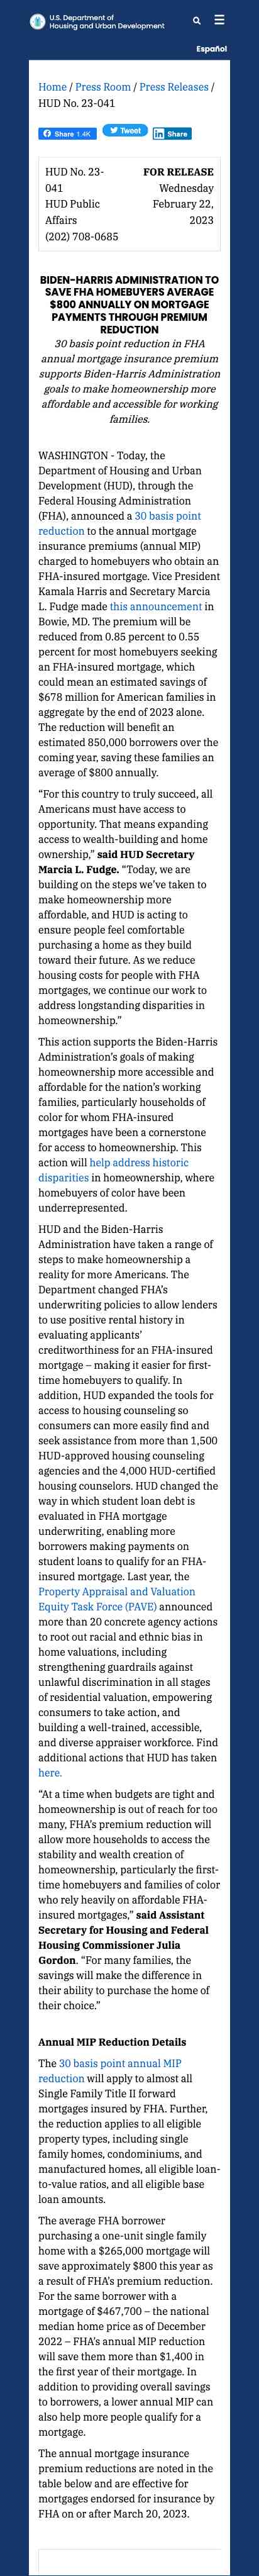 U.S. Department of
Housing and Urban Development
Español
Home / Press Room / Press Releases /
HUD No. 23-041
Share 1.4K
Tweet
Share
HUD No. 23-
041
HUD Public
Affairs
(202) 708-0685
FOR RELEASE
Wednesday
February 22,
2023
BIDEN-HARRIS ADMINISTRATION TO
SAVE FHA HOMEBUYERS AVERAGE
$800 ANNUALLY ON MORTGAGE
PAYMENTS THROUGH PREMIUM
REDUCTION
30 basis point reduction in FHA
annual mortgage insurance premium
supports Biden-Harris Administration
goals to make homeownership more
affordable and accessible for working
families.
WASHINGTON - Today, the
Department of Housing and Urban
Development (HUD), through the
Federal Housing Administration
(FHA), announced a 30 basis point
reduction to the annual mortgage
insurance premiums (annual MIP)
charged to homebuyers who obtain an
FHA-insured mortgage. Vice President
Kamala Harris and Secretary Marcia
L. Fudge made this announcement in
Bowie, MD. The premium will be
reduced from 0.85 percent to 0.55
percent for most homebuyers seeking
an FHA-insured mortgage, which
could mean an estimated savings of
$678 million for American families in
aggregate by the end of 2023 alone.
The reduction will benefit an
estimated 850,000 borrowers over the
coming year, saving these families an
average of $800 annually.
“For this country to truly succeed, all
Americans must have access to
opportunity. That means expanding
access to wealth-building and home
ownership,” said HUD Secretary
Marcia L. Fudge. “Today, we are
building on the steps we’ve taken to
make homeownership more
affordable, and HUD is acting to
ensure people feel comfortable
purchasing a home as they build
toward their future. As we reduce
housing costs for people with FHA
mortgages, we continue our work to
address longstanding disparities in
homeownership.”
This action supports the Biden-Harris
Administration’s goals of making
homeownership more accessible and
affordable for the nation’s working
families, particularly households of
color for whom FHA-insured
mortgages have been a cornerstone
for access to homeownership. This
action will help address historic
disparities in homeownership, where
homebuyers of color have been
underrepresented.
HUD and the Biden-Harris
Administration have taken a range of
steps to make homeownership a
reality for more Americans. The
Department changed FHA’s
underwriting policies to allow lenders
to use positive rental history in
evaluating applicants’
creditworthiness for an FHA-insured
mortgage – making it easier for first-
time homebuyers to qualify. In
addition, HUD expanded the tools for
access to housing counseling so
consumers can more easily find and
seek assistance from more than 1,500
HUD-approved housing counseling
agencies and the 4,000 HUD-certified
housing counselors. HUD changed the
way in which student loan debt is
evaluated in FHA mortgage
underwriting, enabling more
borrowers making payments on
student loans to qualify for an FHA-
insured mortgage. Last year, the
Property Appraisal and Valuation
Equity Task Force (PAVE) announced
more than 20 concrete agency actions
to root out racial and ethnic bias in
home valuations, including
strengthening guardrails against
unlawful discrimination in all stages
of residential valuation, empowering
consumers to take action, and
building a well-trained, accessible,
and diverse appraiser workforce. Find
additional actions that HUD has taken
here.
“At a time when budgets are tight and
homeownership is out of reach for too
many, FHA’s premium reduction will
allow more households to access the
stability and wealth creation of
homeownership, particularly the first-
time homebuyers and families of color
who rely heavily on affordable FHA-
insured mortgages,” said Assistant
Secretary for Housing and Federal
Housing Commissioner Julia
Gordon. “For many families, the
savings will make the difference in
their ability to purchase the home of
their choice.”
Annual MIP Reduction Details
The 30 basis point annual MIP
reduction will apply to almost all
Single Family Title II forward
mortgages insured by FHA. Further,
the reduction applies to all eligible
property types, including single
family homes, condominiums, and
manufactured homes, all eligible loan-
to-value ratios, and all eligible base
loan amounts.
The average FHA borrower
purchasing a one-unit single family
home with a $265,000 mortgage will
save approximately $800 this year as
a result of FHA’s premium reduction.
For the same borrower with a
mortgage of $467,700 – the national
median home price as of December
2022 – FHA’s annual MIP reduction
will save them more than $1,400 in
the first year of their mortgage. In
addition to providing overall savings
to borrowers, a lower annual MIP can
also help more people qualify for a
mortgage.
The annual mortgage insurance
premium reductions are noted in the
table below and are effective for
mortgages endorsed for insurance by
FHA on or after March 20, 2023.